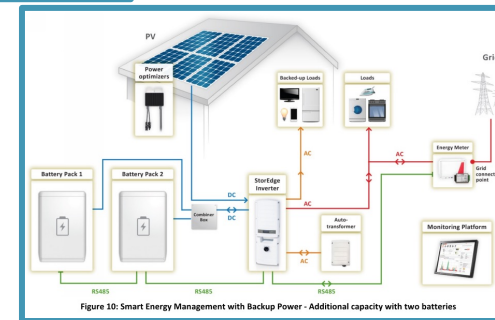 PV
Grid
Power
optimizers
Backed-up Loads
Loads
Energy Meter
AC
AC
Grid
connection
point
Battery Pack 1
Battery Pack 2
StorEdge
Inverter
DC
DC
Combiner
Box
AC
Auto-
transformer
AC
Monitoring Platform
RS485
RS485
RS485
Figure 10: Smart Energy Management with Backup Power - Additional capacity with two batteries